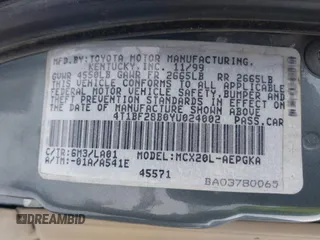 MFD.BY:TOYOTA MOTOR MANUFACTURING,
KENTUCKY,INC. 11/99
GVWR 4550LB GAWR FR 2665LB RR 2665LB
THIS VEHICLE CONFORMS TO ALL APPLICABLE
FEDERAL MOTOR VEHICLE SAFETY, BUMPER AND
THEFT PREVENTION STANDARDS IN EFFECT ON
THE DATE OF MANUFACTURE SHOWN ABOVE.
4T1BF28B0YU024002 PASS.CAR
C/TR:6M3/LA01 MODEL:MCX20L-AEPGKA
A/TM:-01A/A541E
45571
BA037B0065
DREAMBID